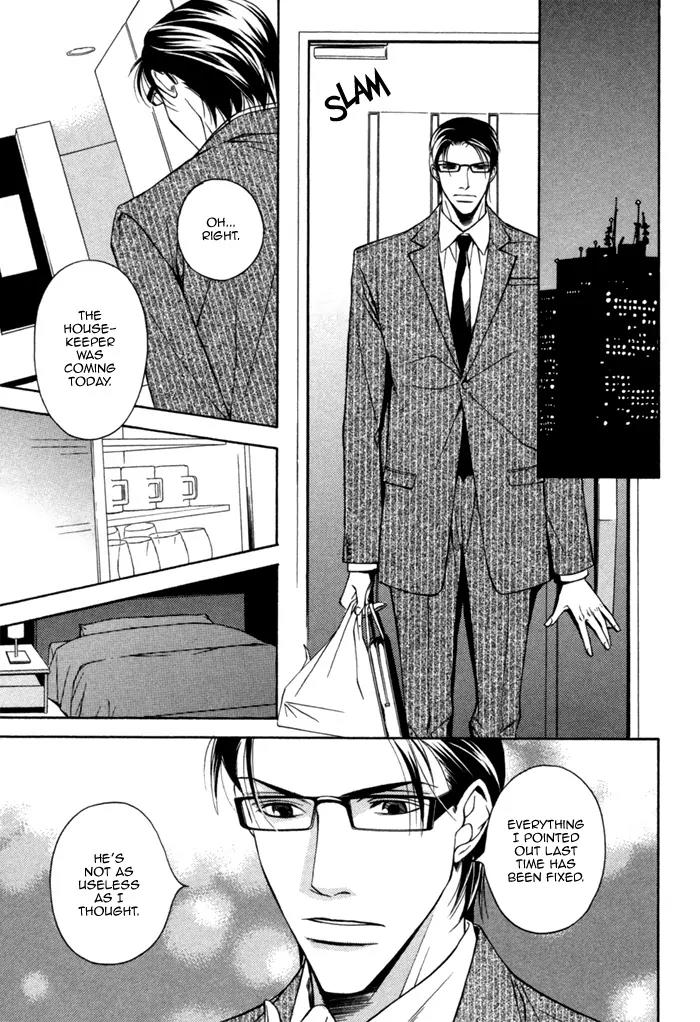 SLAM
OH...
RIGHT.
THE
HOUSE-
KEEPER
WAS
COMING
TODAY.
EVERYTHING
I POINTED
OUT LAST
TIME HAS
BEEN FIXED.
HE'S
NOT AS
USELESS
AS I
THOUGHT.